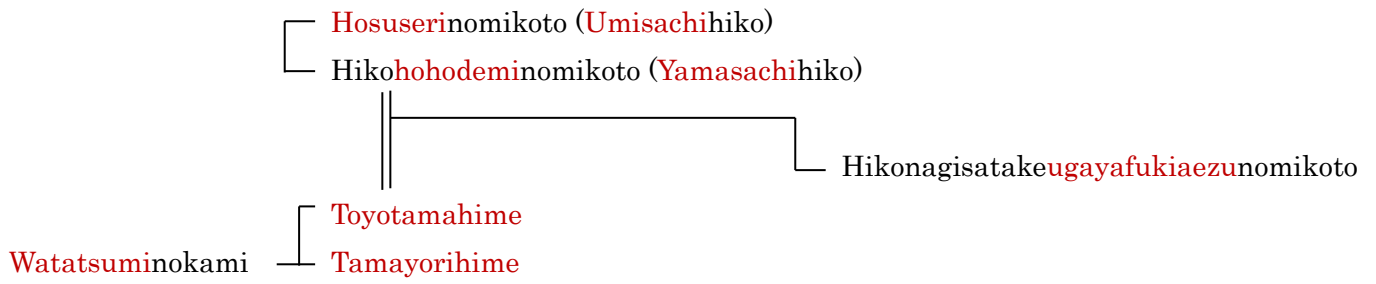 Hosuserinomikoto (Umisachihiko)
Hikohohodeminomikoto (Yamasachihiko)
Hikonagisatakeugayafukiaezunomikoto
Toyotamahime
Watatsuminokami
Tamayorihime